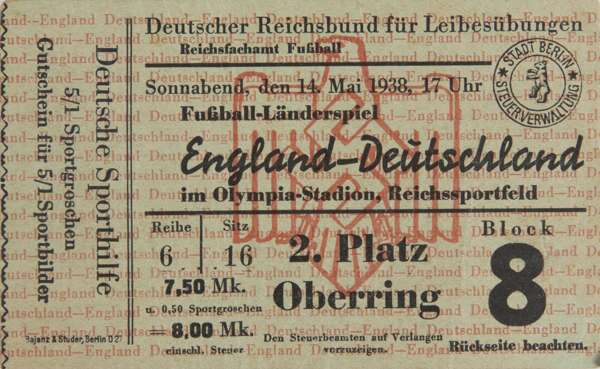 Deutscher Reichsbund für Leibesübungen
Reichsfachamt Fußball
STADT BERLIN
STEUERVERWALTUNG
Sonnabend, den 14. Mai 1938, 17 Uhr
Fußball-Länderspiel
England–Deutschland
im Olympia-Stadion, Reichssportfeld
Reihe
6
Sitz
16
7,50 Mk.
u. 0,50 Sportgroschen
= 8,00 Mk.
einschl. Steuer
2. Platz
Oberring
Den Steuerbeamten auf Verlangen
vorzuzeigen.
Block
8
Rückseite beachten.
Deutsche Sporthilfe
5/1 Sportgroschen
Gutschein für 5/1 Sportbilder
& Studer, Berlin O 27